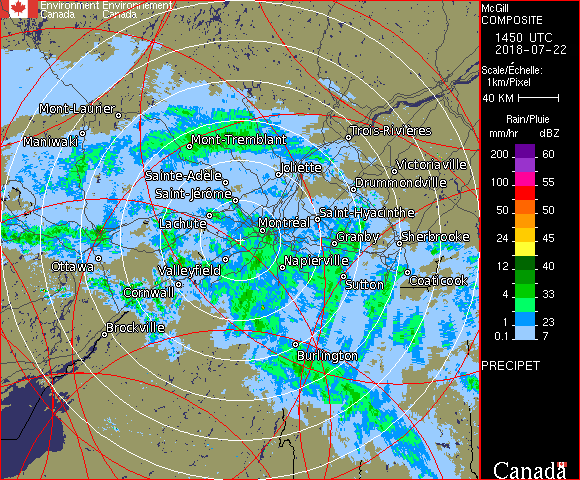 Environment Environnement
Canada Canada
McGill
COMPOSITE
1450 UTC
2018-07-22
Scale/Échelle:
1km/Pixel
40 KM
Rain/Pluie
mm/hr dBZ
200 60
100 55
50 50
24 45
12 40
8 33
4 33
1 23
0.1 7
PRECIPET
Canada
Mont-Laurier
Maniwaki
Mont-Tremblant
Trois-Rivières
Victoriaville
Joliette
Drummondville
Sainte-Adèle
Saint-Jérôme
Saint-Hyacinthe
Lachute
Montréal
Granby
Sherbrooke
Ottawa
Valleyfield
Napierville
Sutton
Coaticook
Cornwall
Brockville
Burlington